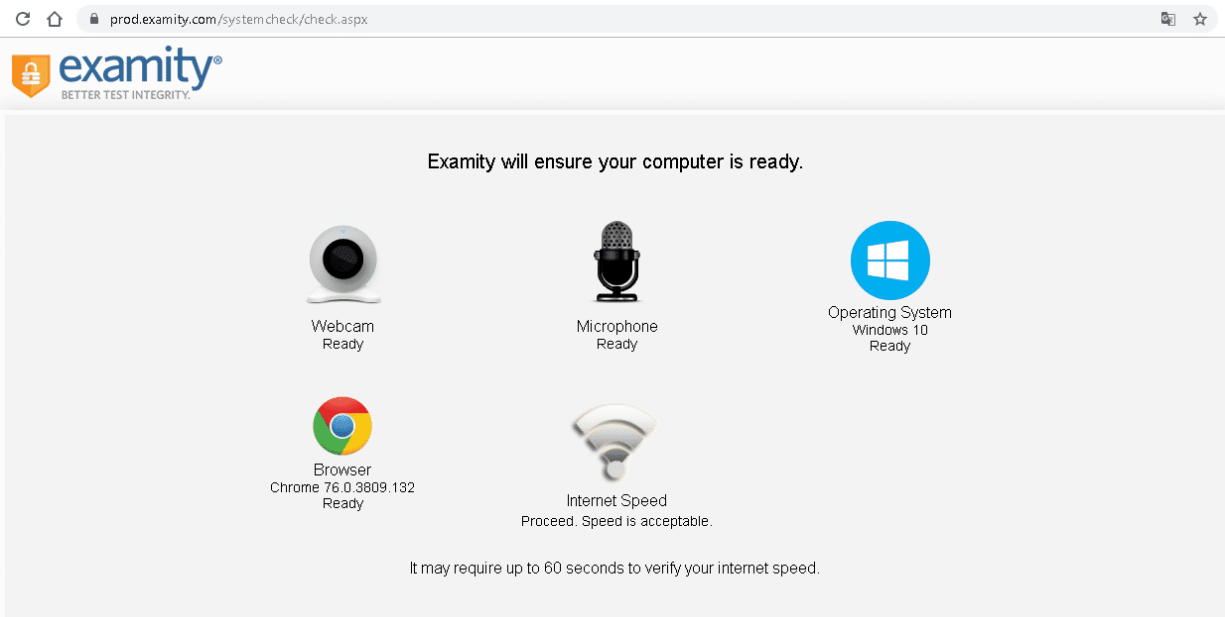 prod.examity.com/systemcheck/check.aspx
examity®
BETTER TEST INTEGRITY.
Examity will ensure your computer is ready.
Webcam
Ready
Microphone
Ready
Operating System
Windows 10
Ready
Browser
Chrome 76.0.3809.132
Ready
Internet Speed
Proceed. Speed is acceptable.
It may require up to 60 seconds to verify your internet speed.